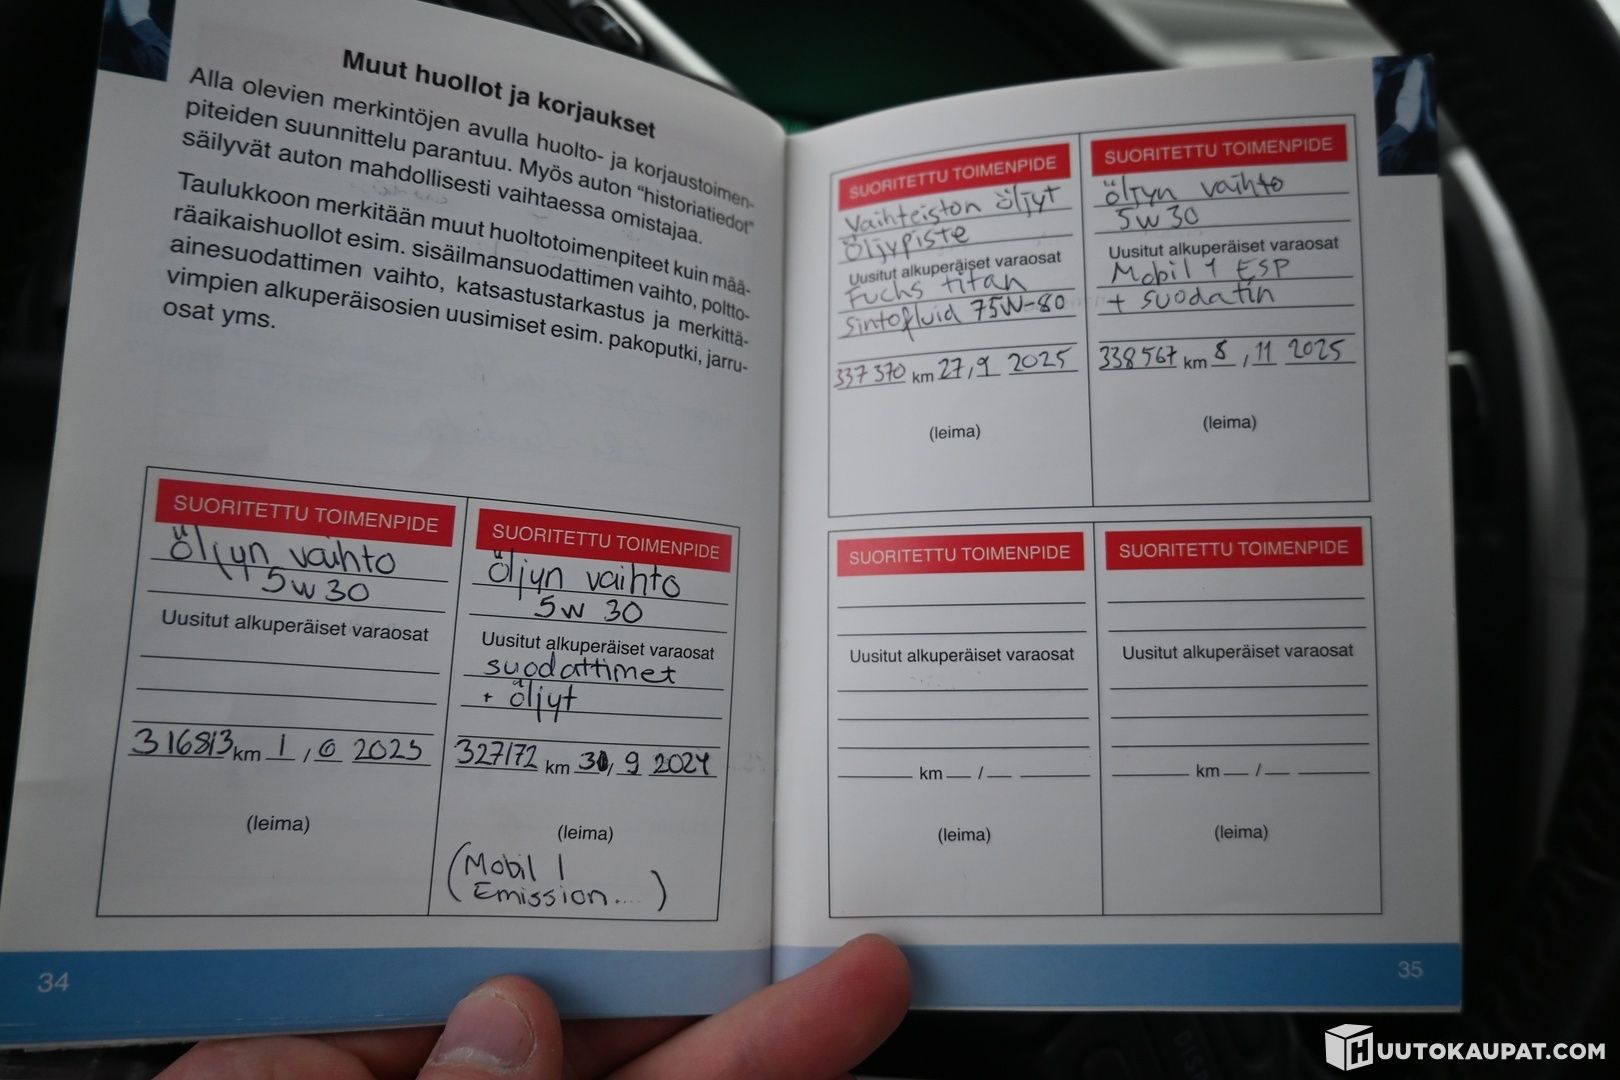 Muut huollot ja korjaukset
Alla olevien merkintöjen avulla huolto- ja korjaustoimen-
piteiden suunnittelu parantuu. Myös auton "historiatiedot"
säilyvät auton mahdollisesti vaihtaessa omistajaa.
Taulukkoon merkitään muut huoltotoimenpiteet kuin mää-
räaikaishuollot esim. sisäilmansuodattimen vaihto, poltto-
ainesuodattimen vaihto, katsastustarkastus ja merkittä-
vimpien alkuperäisosien uusimiset esim. pakoputki, jarru-
osat yms.
SUORITETTU TOIMENPIDE
Öljyn vaihto
5w30
Uusitut alkuperäiset varaosat
316813 km 1 , 6 2023
(leima)
SUORITETTU TOIMENPIDE
Öljyn vaihto
5w 30
Uusitut alkuperäiset varaosat
suodattimet
+ öljyt
327172 km 30, 9 2024
(leima)
(Mobil 1
Emission....)
34
SUORITETTU TOIMENPIDE
Vaihteiston öljyt
Öljypiste
Uusitut alkuperäiset varaosat
Fuchs titan
sintofluid 75W-80
337370 km 27, 9 2025
(leima)
SUORITETTU TOIMENPIDE
öljyn vaihto
5w30
Uusitut alkuperäiset varaosat
Mobil 1 ESP
+ suodatin
338567 km 8 , 11 2025
(leima)
SUORITETTU TOIMENPIDE
Uusitut alkuperäiset varaosat
km / 
(leima)
SUORITETTU TOIMENPIDE
Uusitut alkuperäiset varaosat
km / 
(leima)
35
HUUTOKAUPAT.COM